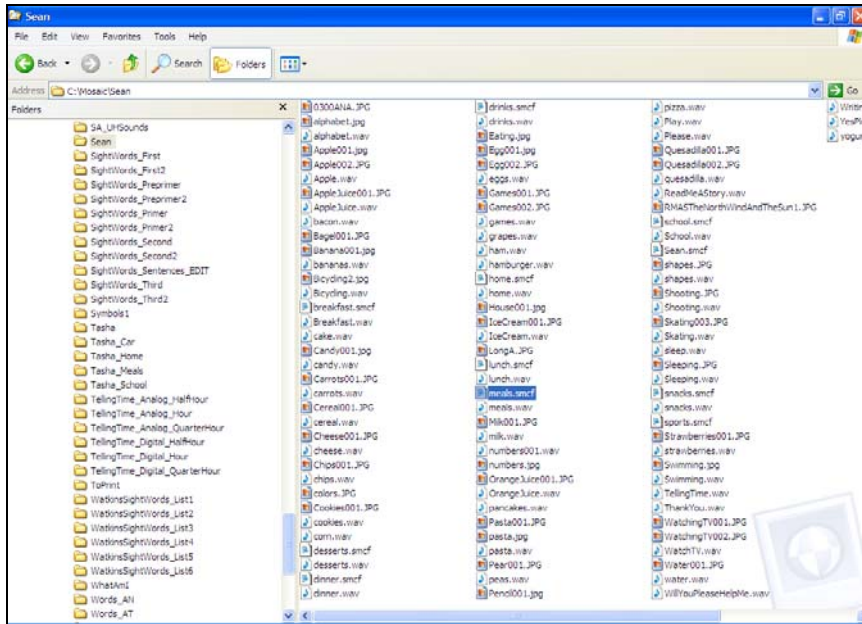 Sean
File Edit View Favorites Tools Help
Back Search Folders
Address C:\Mosaic\Sean Go
Folders
SA_UHSounds
Sean
SightWords_First
SightWords_First2
SightWords_Preprimer
SightWords_Preprimer2
SightWords_Primer
SightWords_Primer2
SightWords_Second
SightWords_Second2
SightWords_Sentences_EDIT
SightWords_Third
SightWords_Third2
Symbols1
Tasha
Tasha_Car
Tasha_Home
Tasha_Meals
Tasha_School
TellingTime_Analog_HalfHour
TellingTime_Analog_Hour
TellingTime_Analog_QuarterHour
TellingTime_Digital_HalfHour
TellingTime_Digital_Hour
TellingTime_Digital_QuarterHour
ToPrint
WatkinsSightWords_List1
WatkinsSightWords_List2
WatkinsSightWords_List3
WatkinsSightWords_List4
WatkinsSightWords_List5
WatkinsSightWords_List6
WhatAmI
Words_AN
Words_AT
0300ANA.JPG
alphabet.jpg
alphabet.wav
Apple001.jpg
Apple002.JPG
Apple.wav
AppleJuice001.JPG
AppleJuice.wav
bacon.wav
Bagel001.JPG
Banana001.jpg
bananas.wav
Bicycling2.jpg
Bicycling.wav
breakfast.smcf
Breakfast.wav
cake.wav
Candy001.jpg
candy.wav
Carrots001.JPG
carrots.wav
Cereal001.JPG
cereal.wav
Cheese001.JPG
cheese.wav
Chips001.JPG
chips.wav
colors.JPG
Cookies001.JPG
cookies.wav
corn.wav
desserts.smcf
desserts.wav
dinner.smcf
dinner.wav
drinks.smcf
drinks.wav
Eating.jpg
Egg001.jpg
Egg002.JPG
eggs.wav
Games001.JPG
Games002.JPG
games.wav
grapes.wav
ham.wav
hamburger.wav
home.smcf
home.wav
House001.jpg
IceCream001.JPG
IceCream.wav
LongA.JPG
lunch.smcf
lunch.wav
meals.smcf
meals.wav
Milk001.JPG
milk.wav
numbers001.wav
numbers.jpg
OrangeJuice001.JPG
OrangeJuice.wav
pancakes.wav
Pasta001.JPG
pasta.jpg
pasta.wav
Pear001.JPG
peas.wav
Pencil001.jpg
pizza.wav
Play.wav
Please.wav
Quesadilla001.JPG
Quesadilla002.JPG
quesadilla.wav
ReadMeAStory.wav
RMASTheNorthWindAndTheSun1.JPG
school.smcf
School.wav
Sean.smcf
shapes.JPG
shapes.wav
Shooting.JPG
Shooting.wav
Skating003.JPG
Skating.wav
sleep.wav
Sleeping.JPG
Sleeping.wav
snacks.smcf
snacks.wav
sports.smcf
Strawberries001.JPG
strawberries.wav
Swimming.jpg
Swimming.wav
TellingTime.wav
ThankYou.wav
WatchingTV001.JPG
WatchingTV002.JPG
WatchTV.wav
Water001.JPG
water.wav
WillYouPleaseHelpMe.wav